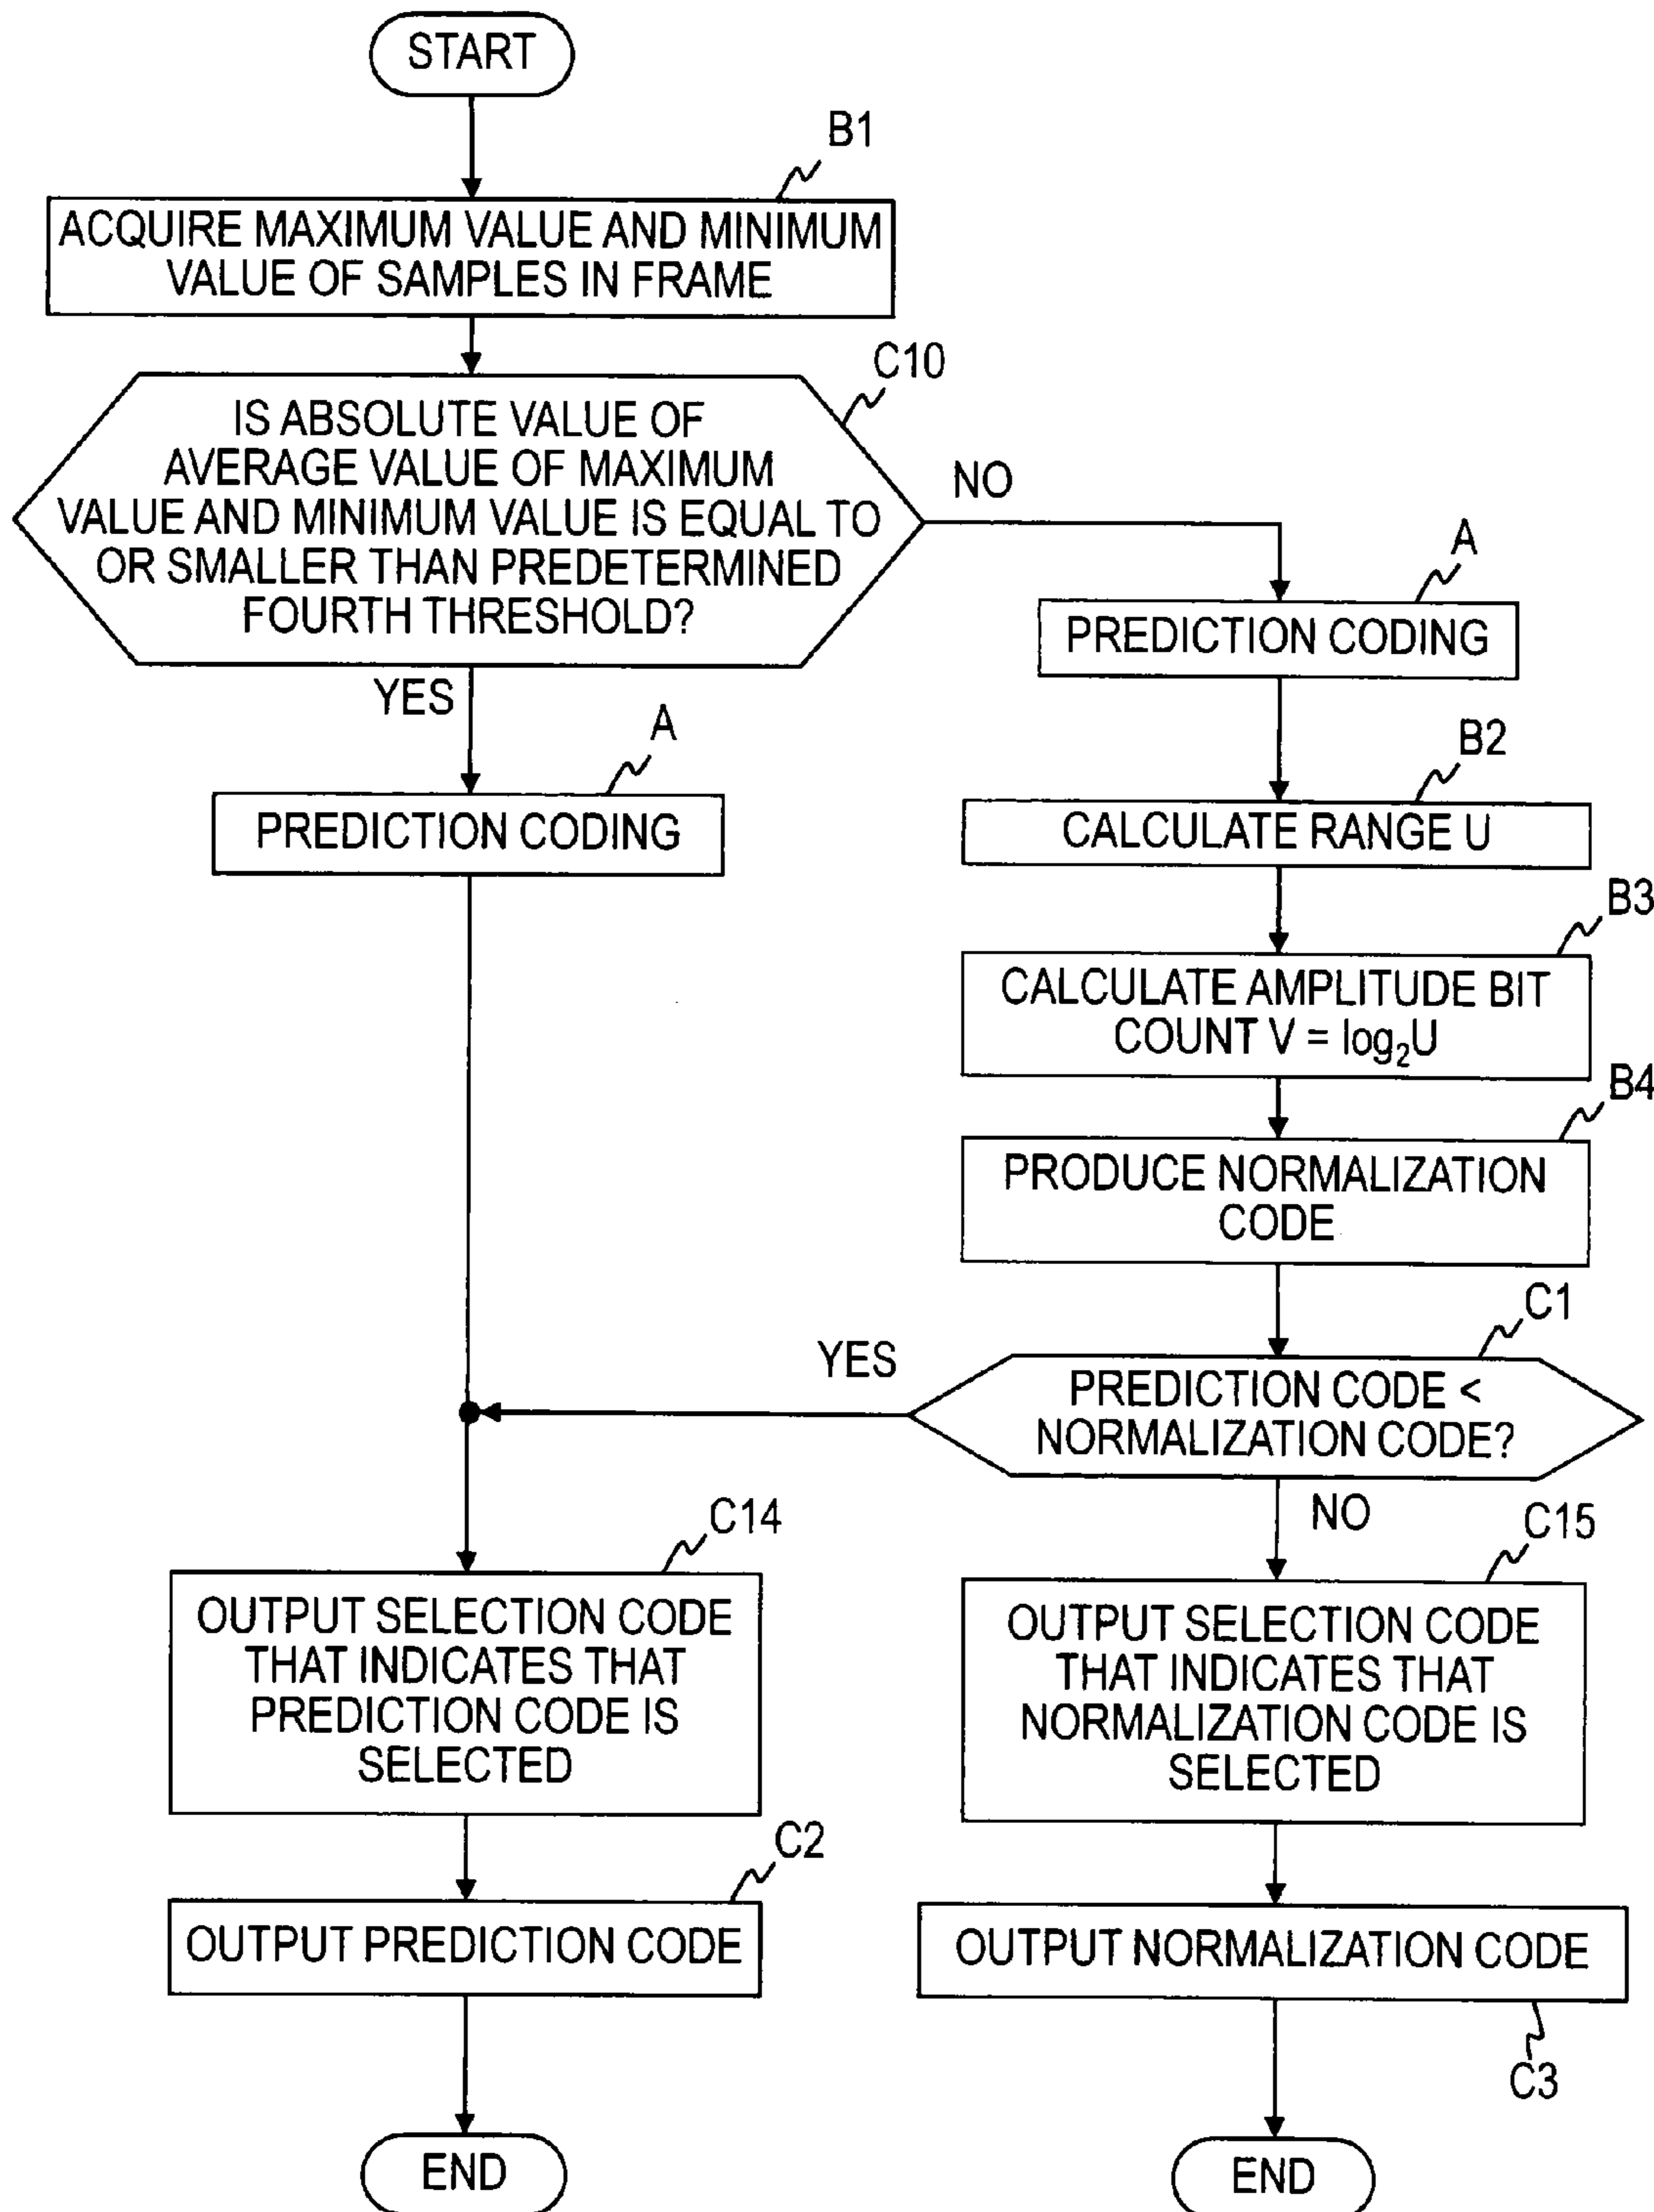 START
B1
ACQUIRE MAXIMUM VALUE AND MINIMUM
VALUE OF SAMPLES IN FRAME
C10
IS ABSOLUTE VALUE OF
AVERAGE VALUE OF MAXIMUM
VALUE AND MINIMUM VALUE IS EQUAL TO
OR SMALLER THAN PREDETERMINED
FOURTH THRESHOLD?
NO
YES
A
PREDICTION CODING
A
PREDICTION CODING
B2
CALCULATE RANGE U
B3
CALCULATE AMPLITUDE BIT
COUNT V = log₂U
B4
PRODUCE NORMALIZATION
CODE
C1
PREDICTION CODE <
NORMALIZATION CODE?
YES
NO
C14
OUTPUT SELECTION CODE
THAT INDICATES THAT
PREDICTION CODE IS
SELECTED
C2
OUTPUT PREDICTION CODE
END
C15
OUTPUT SELECTION CODE
THAT INDICATES THAT
NORMALIZATION CODE IS
SELECTED
OUTPUT NORMALIZATION CODE
C3
END